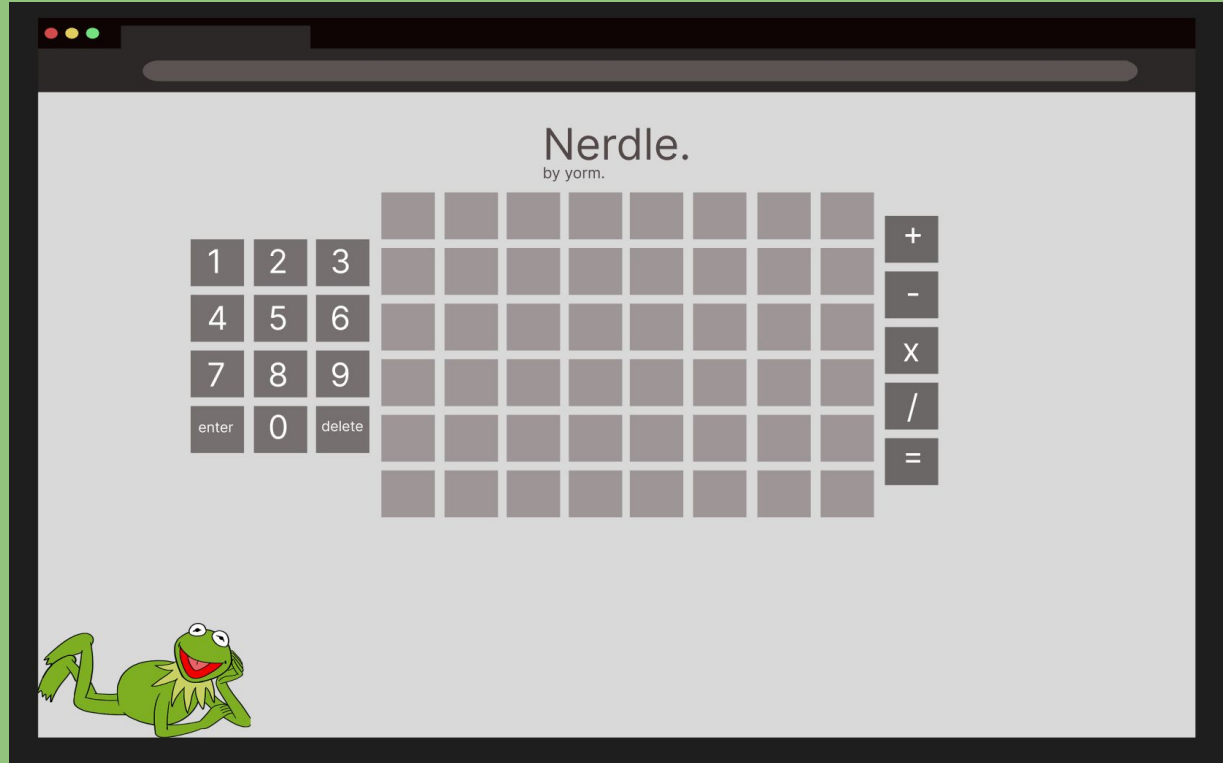 Nerdle.
by yorm.
+
1 2 3
-
4 5 6
x
7 8 9
/
enter 0 delete
=